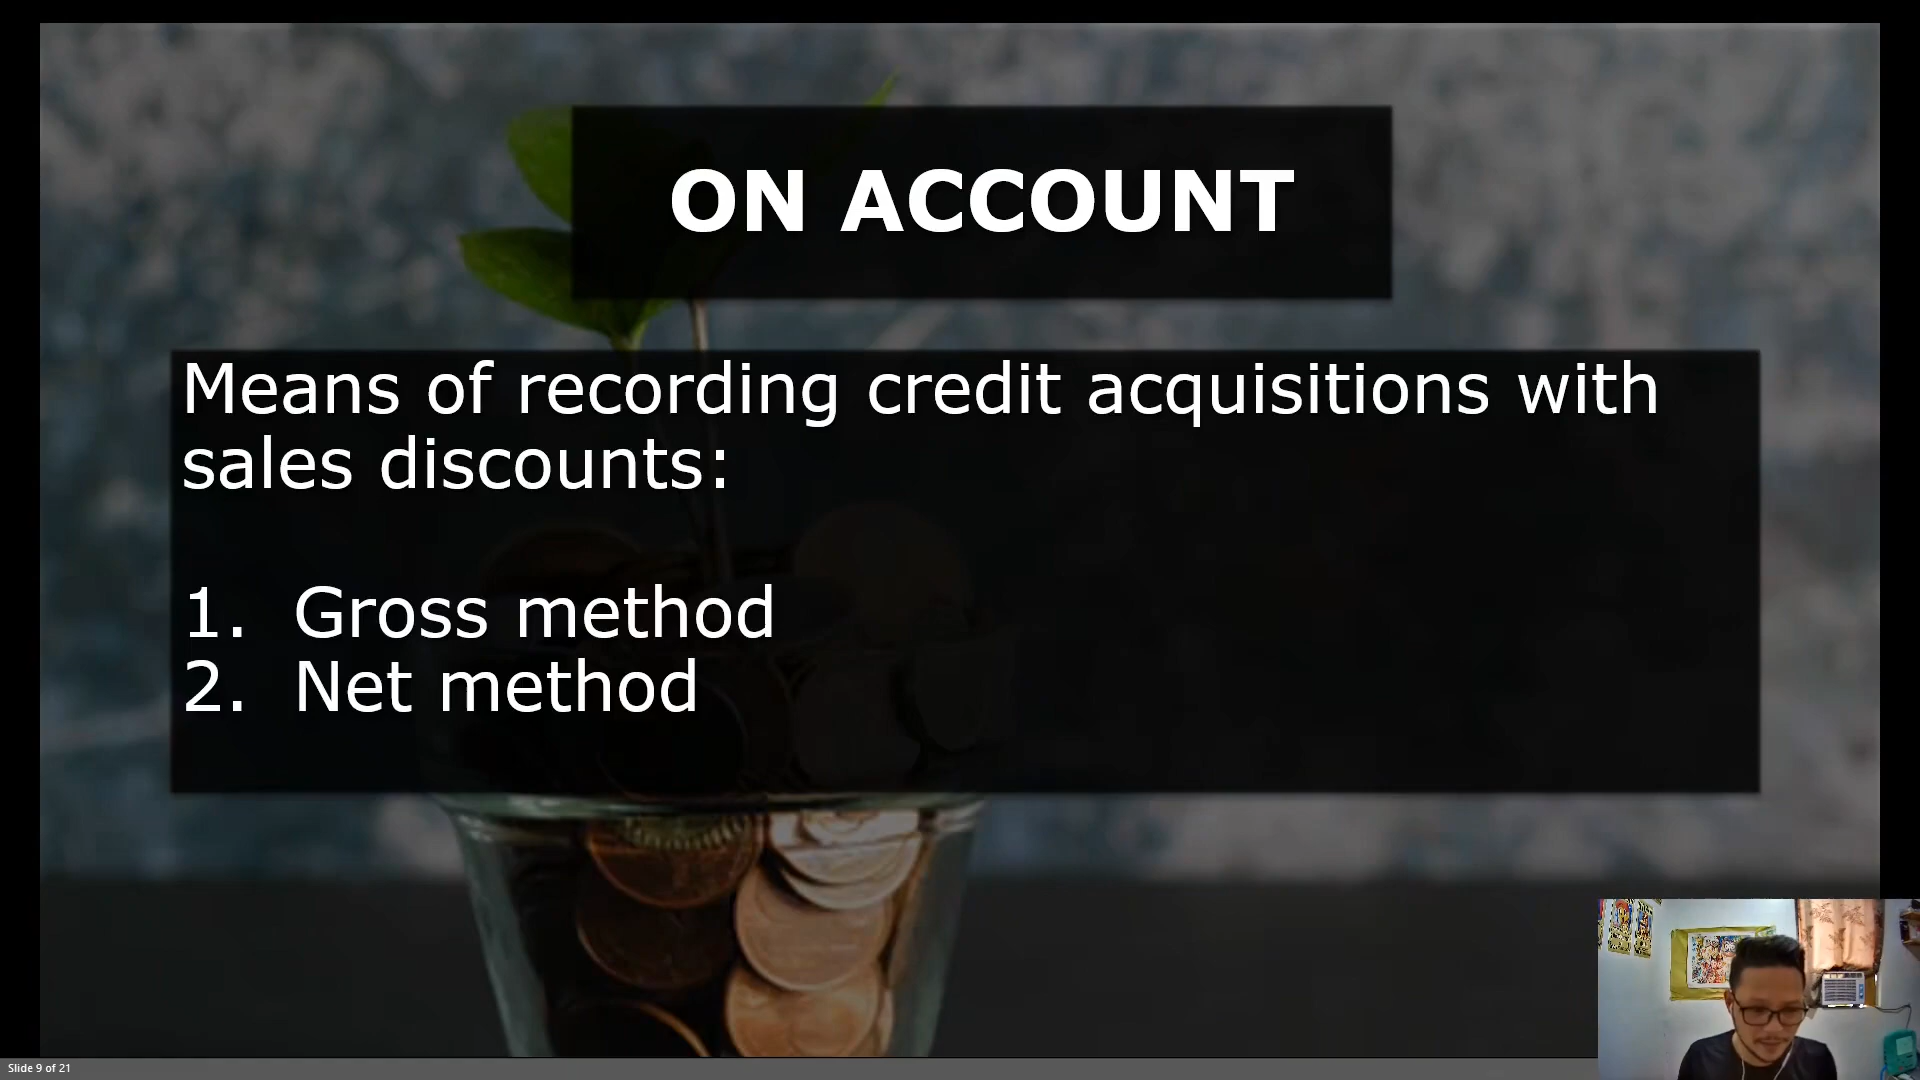 ON ACCOUNT
Means of recording credit acquisitions with
sales discounts:
1. Gross method
2. Net method
Slide 9 of 21